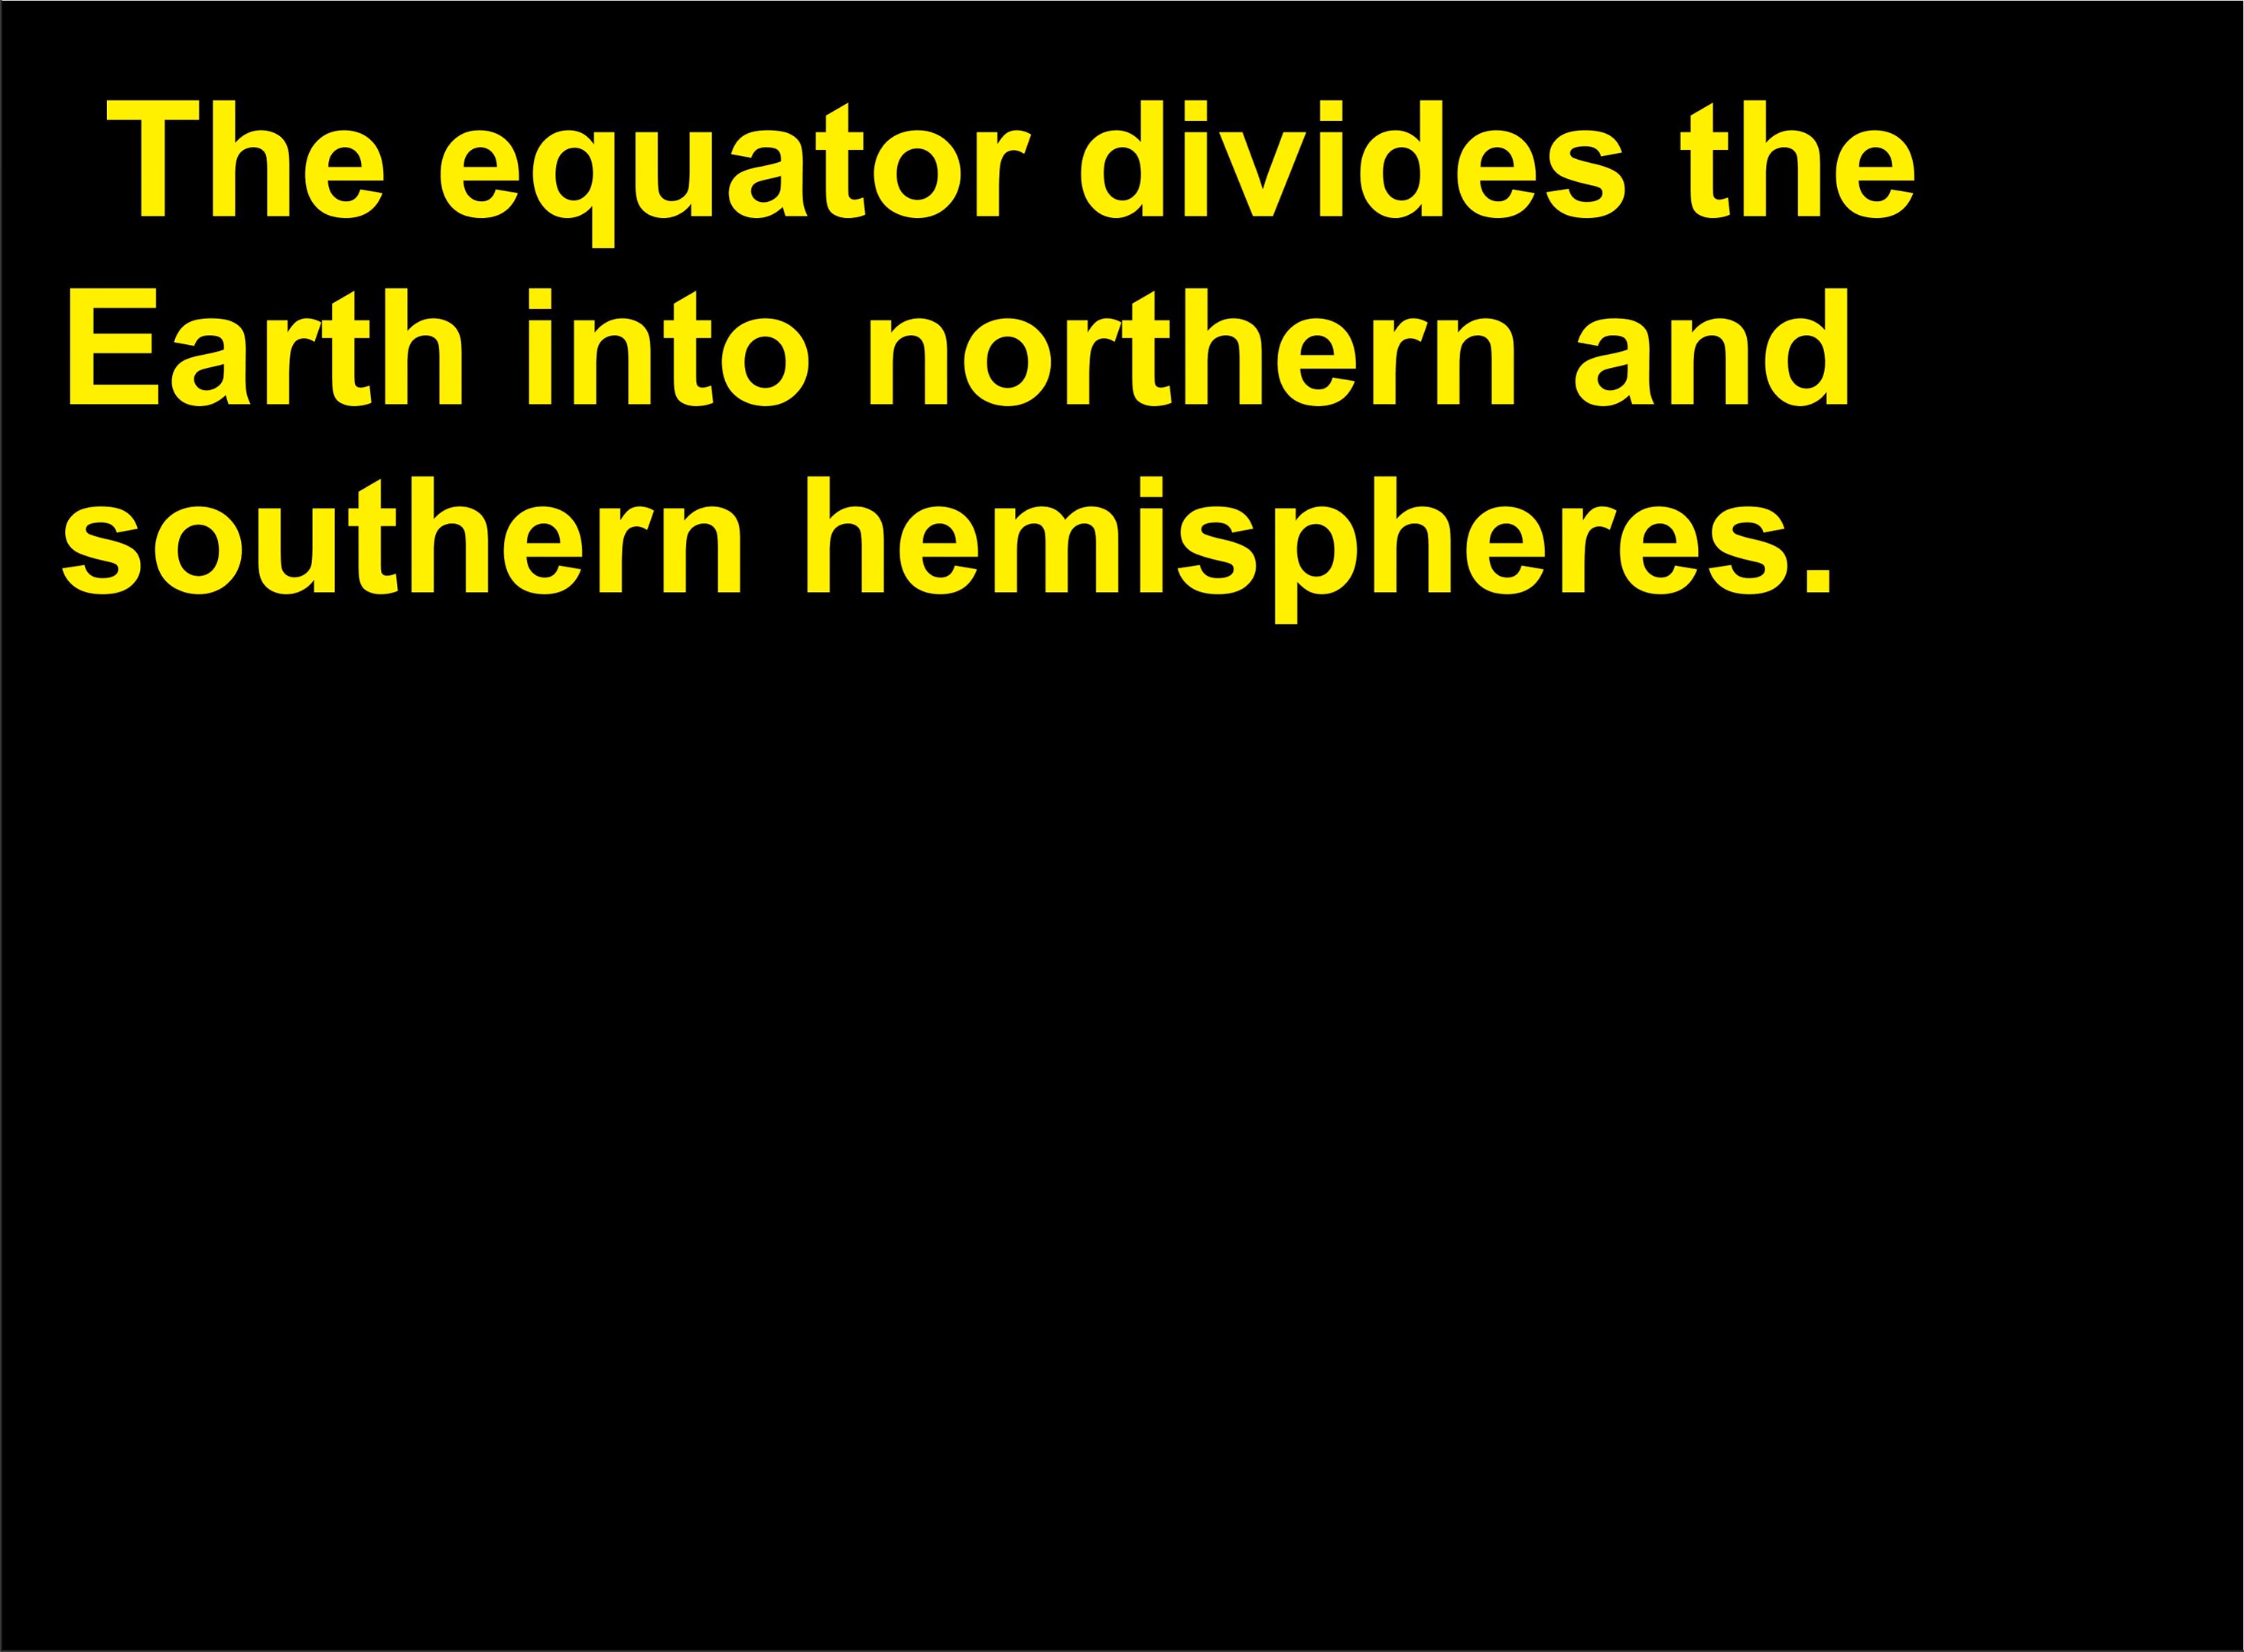 The equator divides the
Earth into northern and
southern hemispheres.